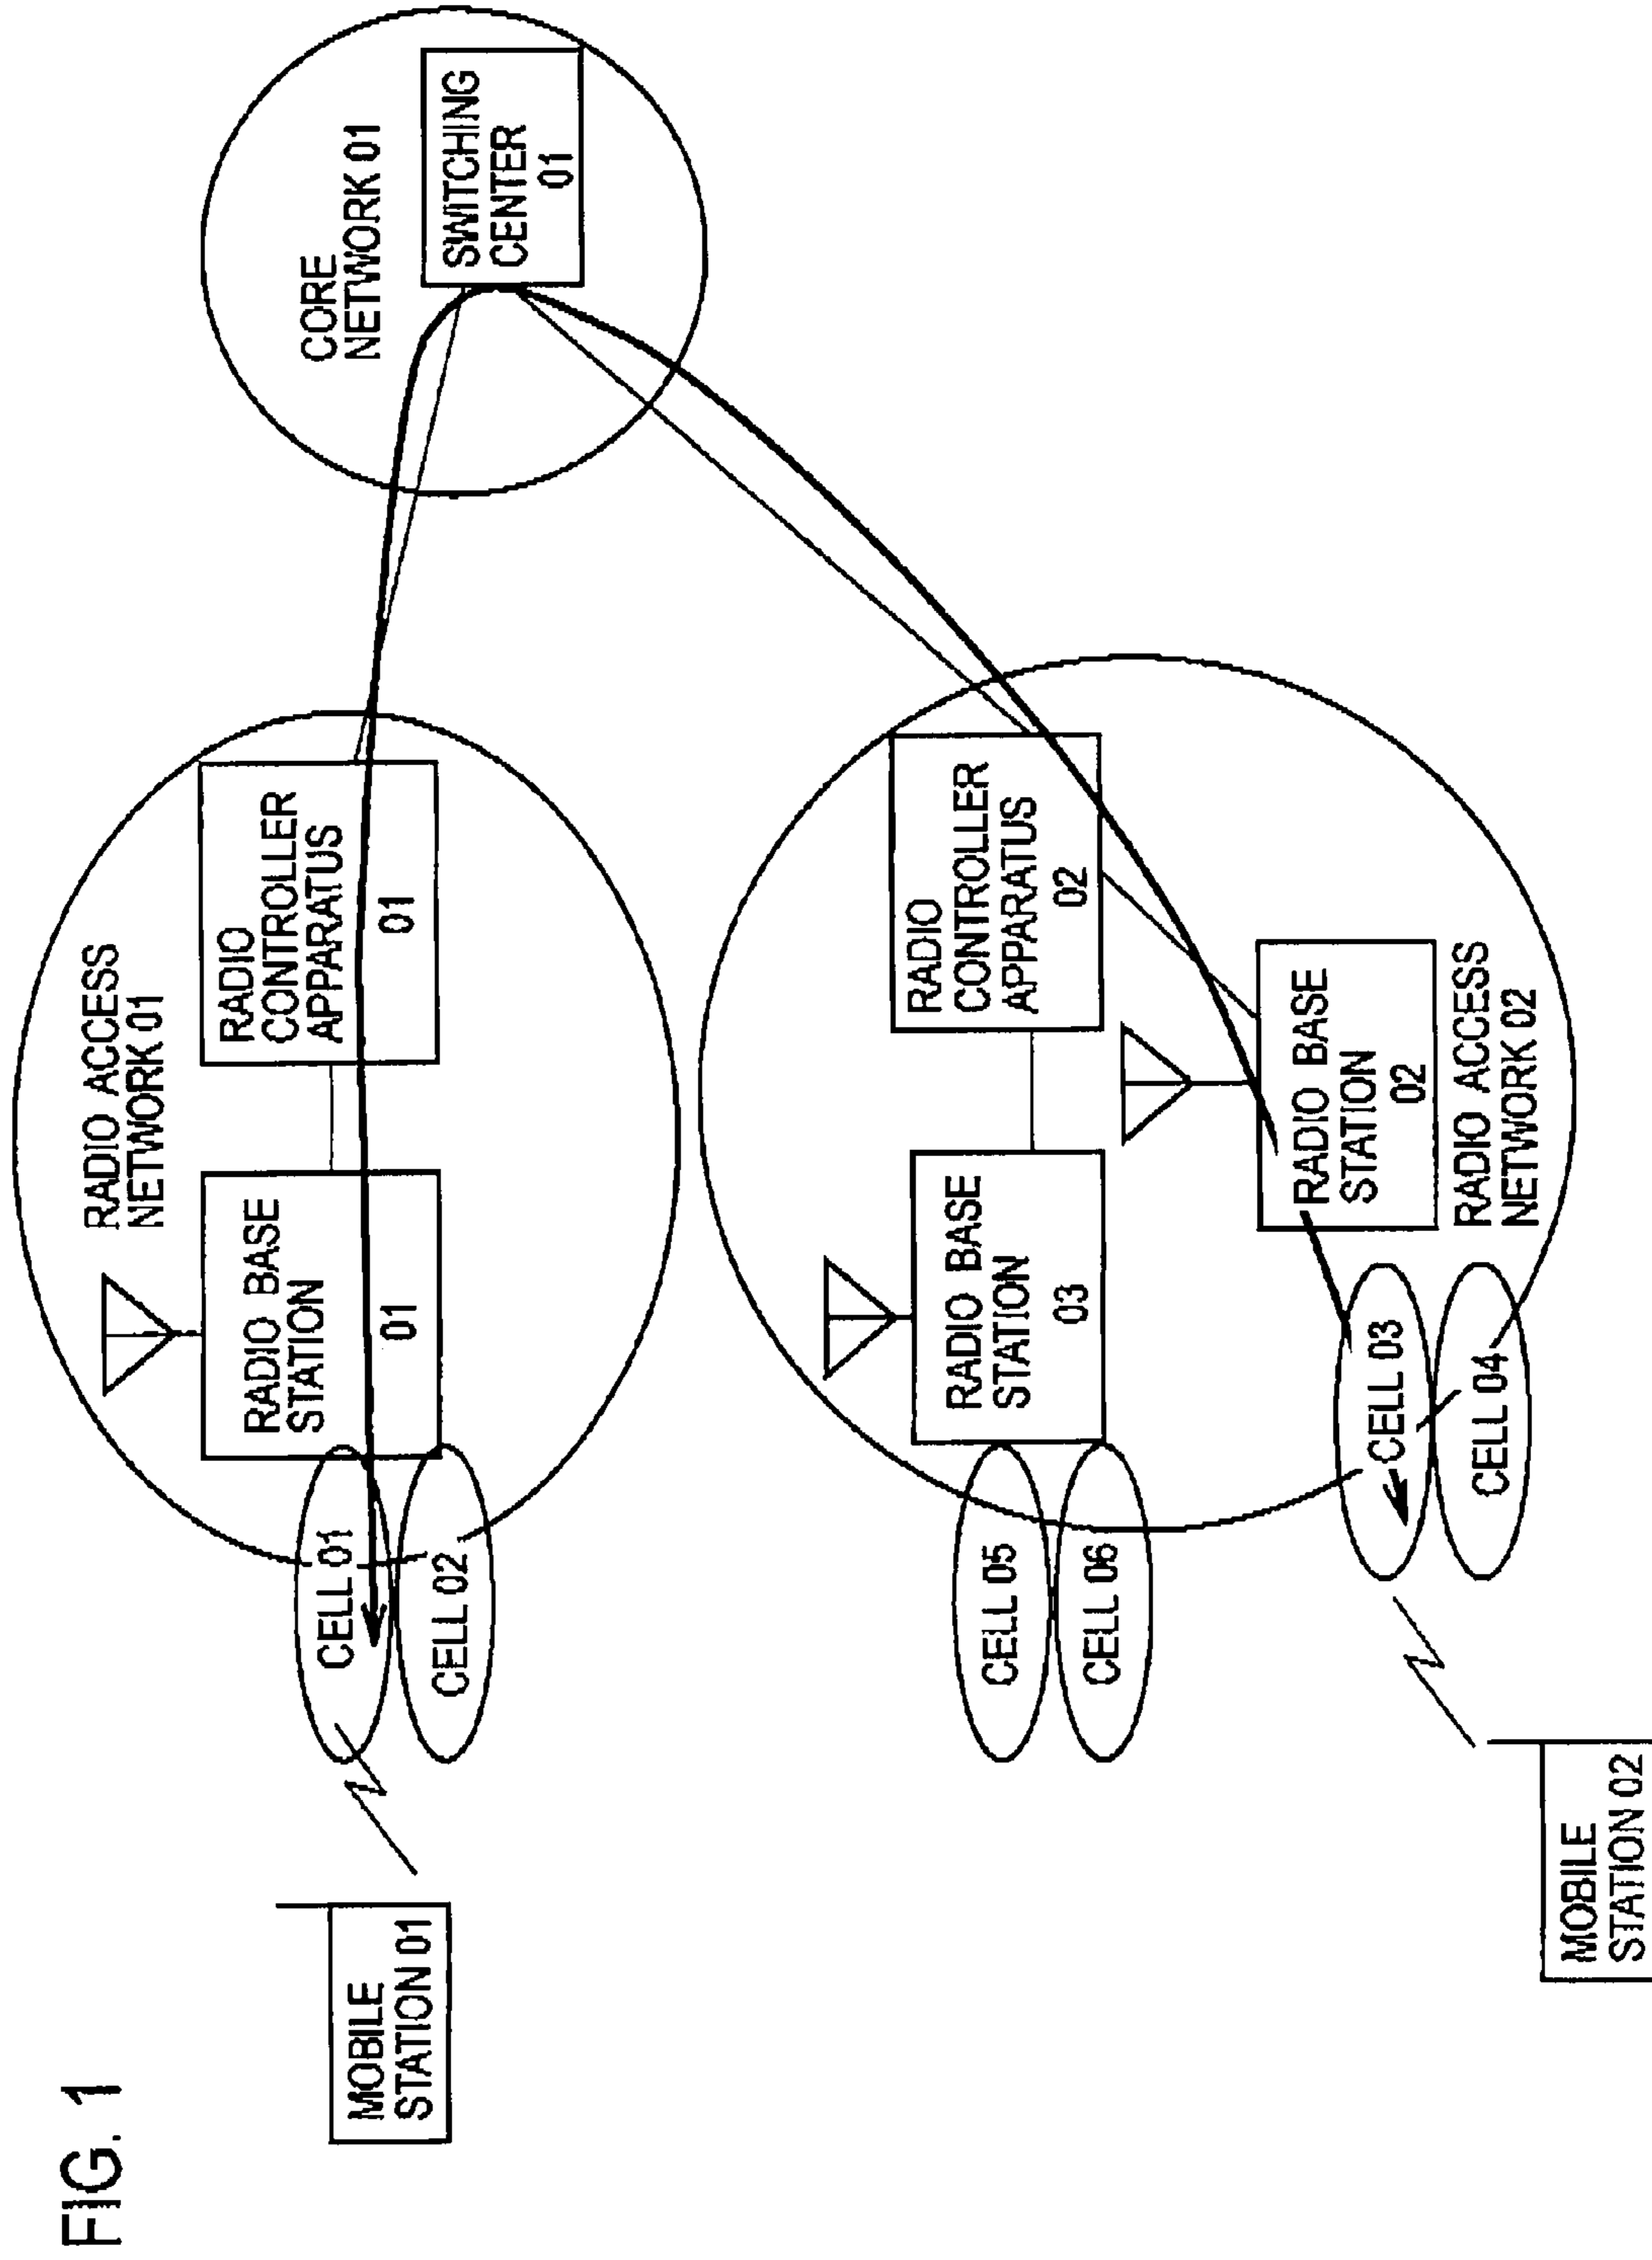 FIG. 1
MOBILE
STATION 01
CELL 01
CELL 02
RADIO BASE
STATION
01
RADIO ACCESS
NETWORK 01
RADIO
CONTROLLER
APPARATUS
01
CORE
NETWORK 01
SWITCHING
CENTER
01
CELL 05
CELL 06
RADIO BASE
STATION
03
RADIO
CONTROLLER
APPARATUS
02
MOBILE
STATION 02
CELL 03
CELL 04
RADIO BASE
STATION
02
RADIO ACCESS
NETWORK 02